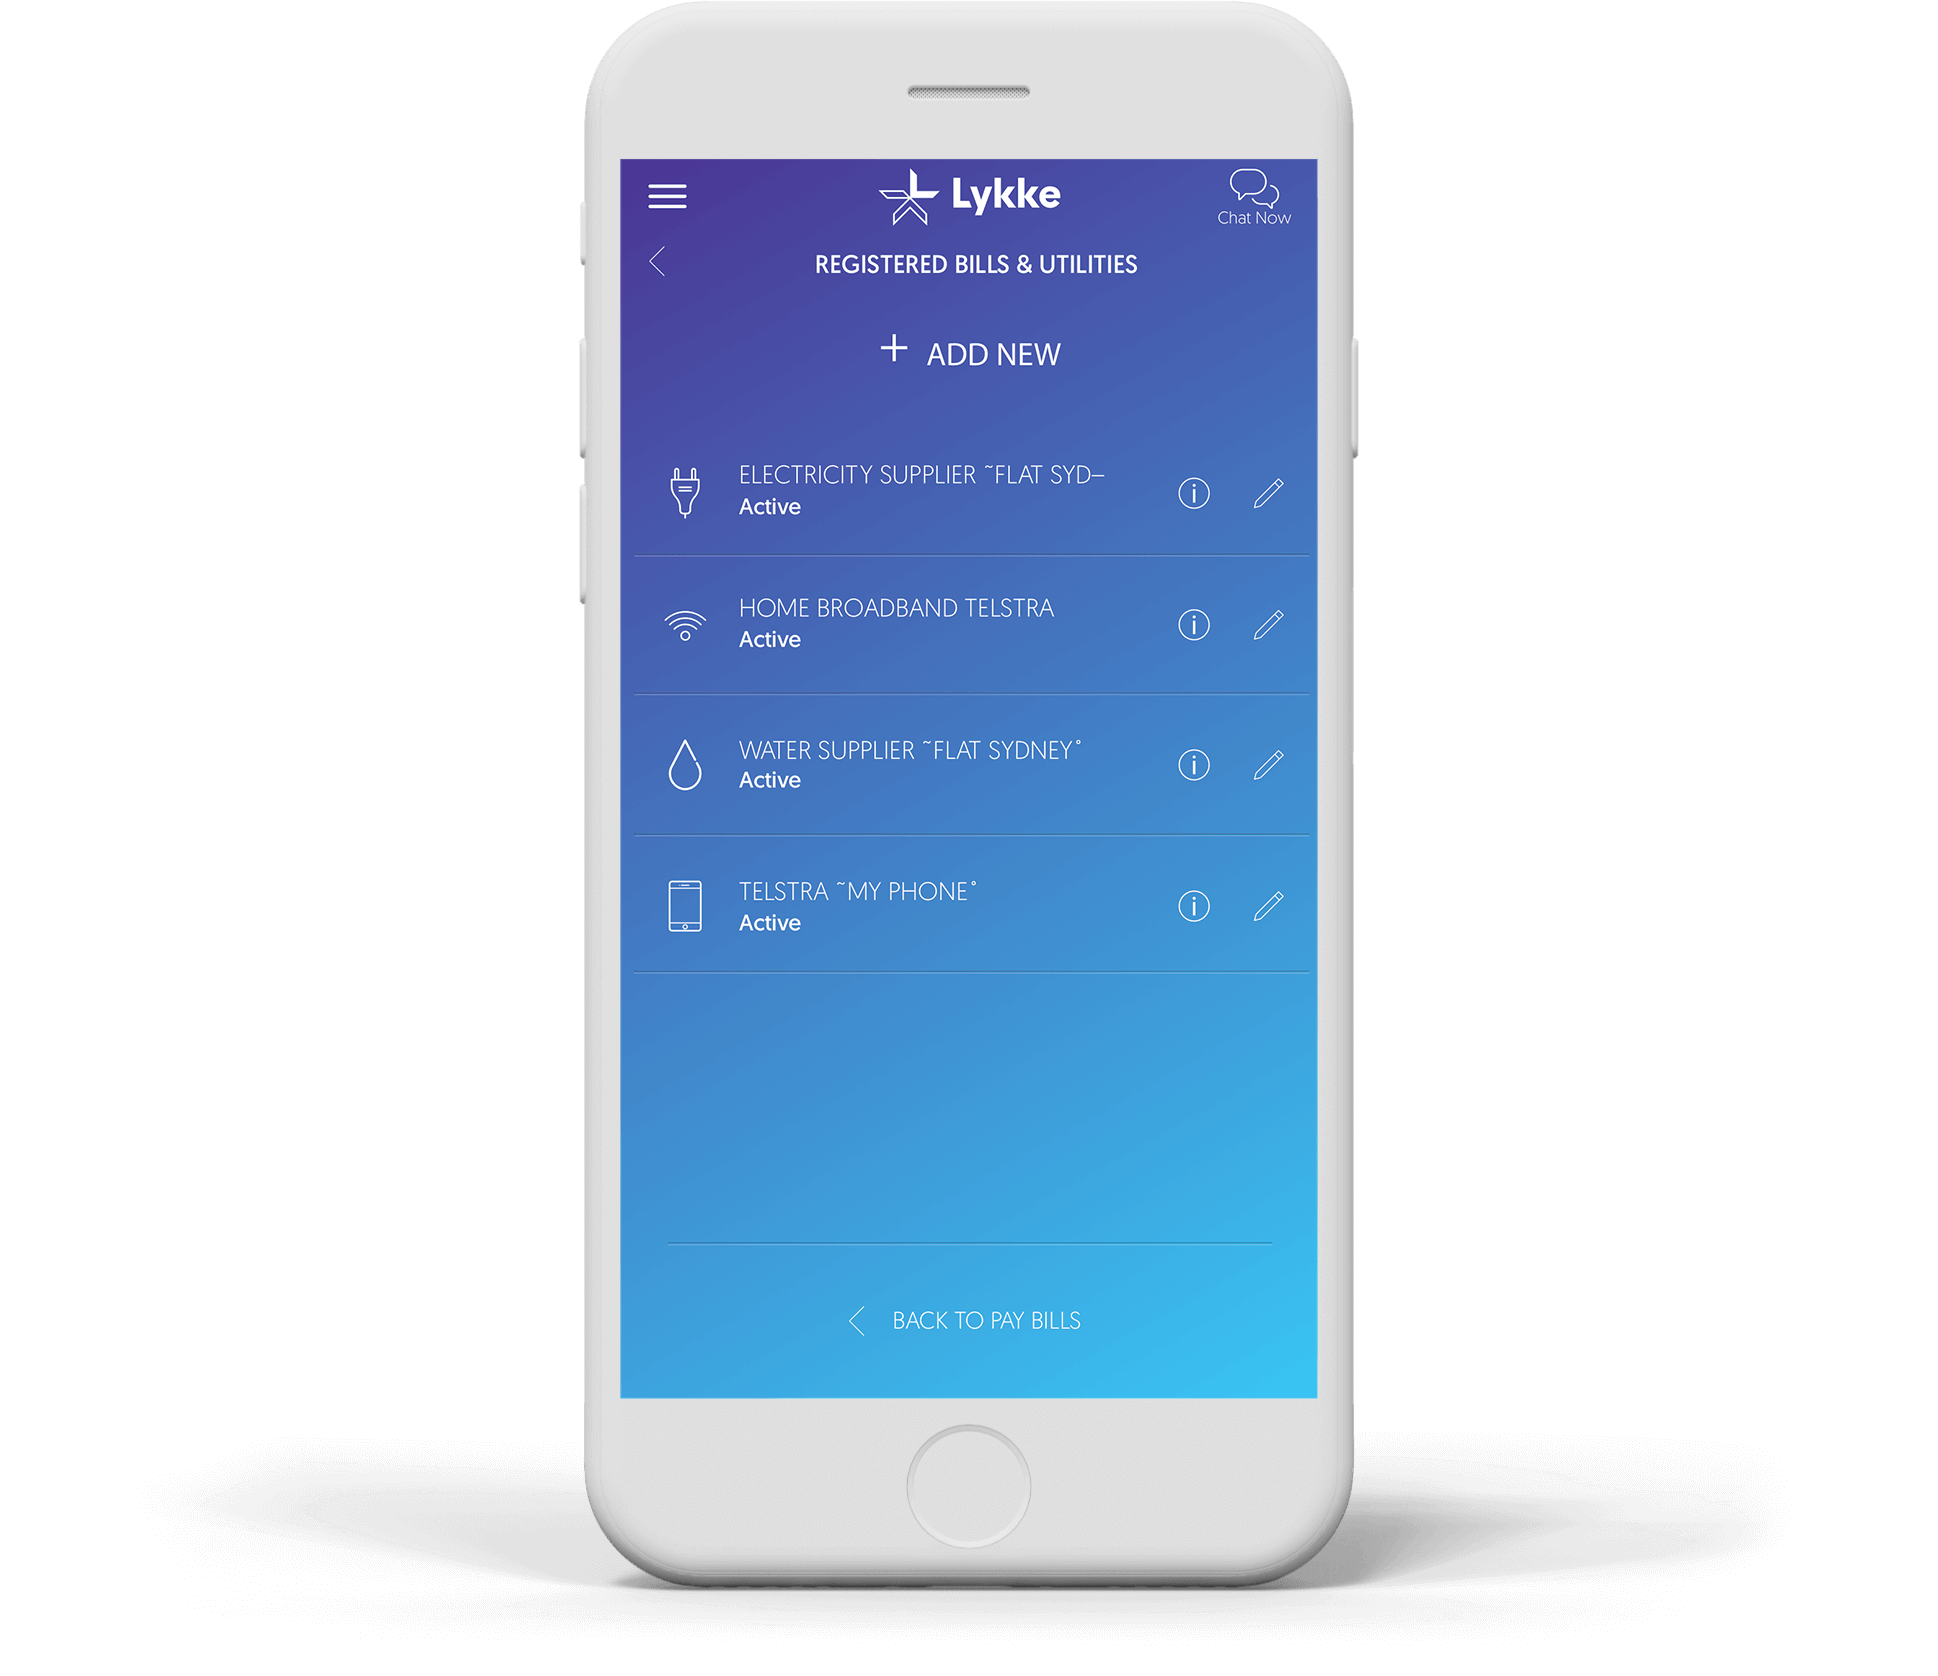 Lykke
Chat Now
REGISTERED BILLS & UTILITIES
+ ADD NEW
ELECTRICITY SUPPLIER ~FLAT SYD–
Active
HOME BROADBAND TELSTRA
Active
WATER SUPPLIER ~FLAT SYDNEY°
Active
TELSTRA ~MY PHONE°
Active
BACK TO PAY BILLS